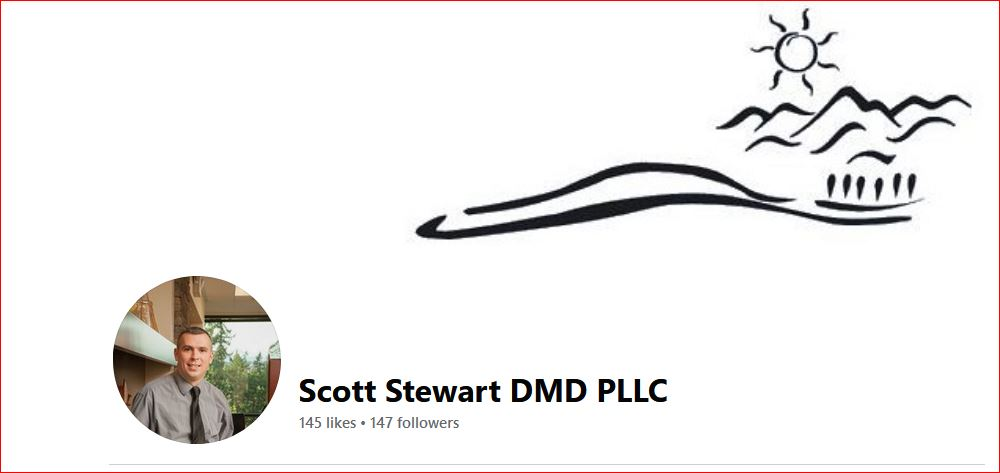 Scott Stewart DMD PLLC
145 likes • 147 followers